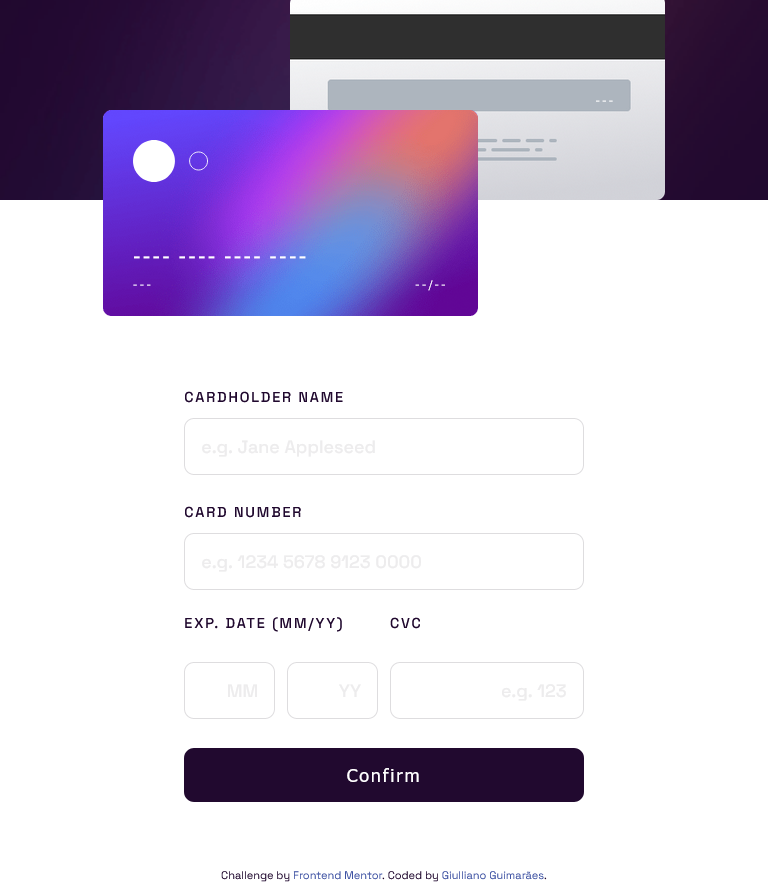 ---
---- ---- ---- ----
--- --/--
CARDHOLDER NAME
e.g. Jane Appleseed
CARD NUMBER
e.g. 1234 5678 9123 0000
EXP. DATE (MM/YY) CVC
MM YY e.g. 123
Confirm
Challenge by Frontend Mentor. Coded by Giulliano Guimarães.